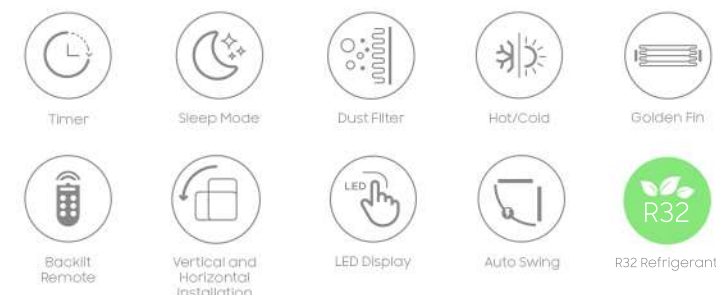 Timer
Sleep Mode
Dust Filter
Hot/Cold
Golden Fin
LED
R32
Backlit
Remote
Vertical and
Horizontal
Installation
LED Display
Auto Swing
R32 Refrigerant